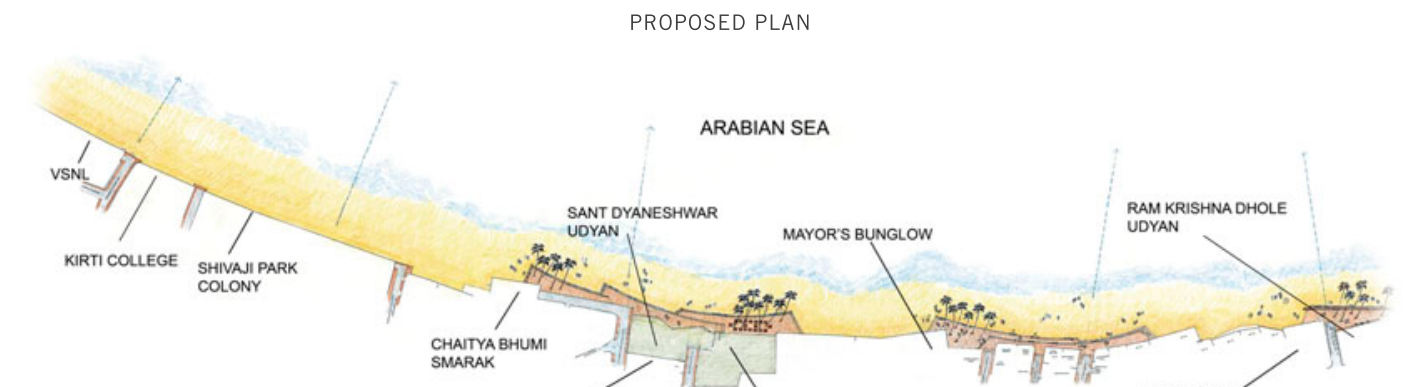 PROPOSED PLAN
ARABIAN SEA
VSNL
SANT DYANESHWAR
UDYAN
MAYOR'S BUNGLOW
RAM KRISHNA DHOLE
UDYAN
KIRTI COLLEGE
SHIVAJI PARK
COLONY
CHAITYA BHUMI
SMARAK